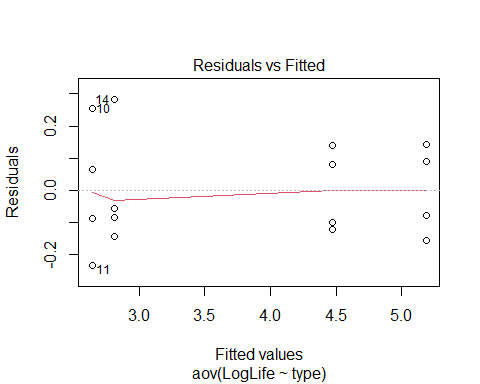 Residuals vs Fitted
Residuals
0.2
0.0
-0.2
14
10
11
3.0 3.5 4.0 4.5 5.0
Fitted values
aov(LogLife ~ type)